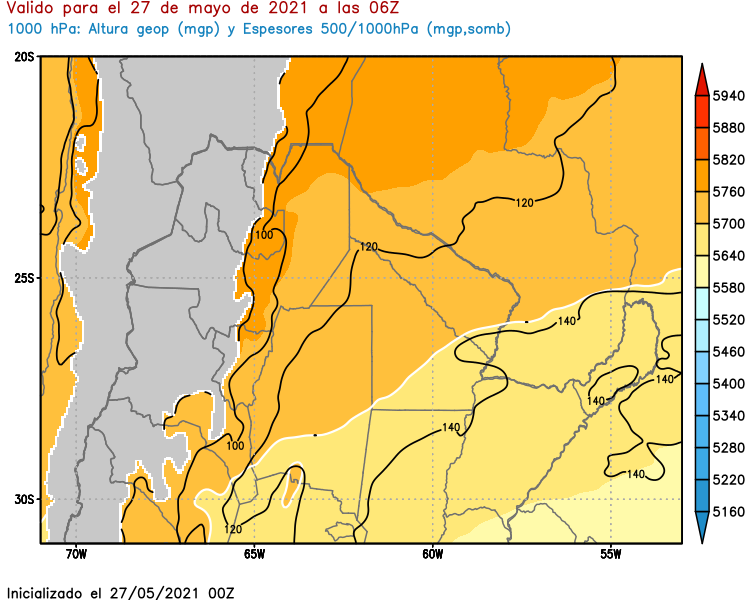 Valido para el 27 de mayo de 2021 a las 06Z
1000 hPa: Altura geop (mgp) y Espesores 500/1000hPa (mgp,somb)
20S
25S
30S
70W
65W
60W
55W
100
120
120
140
140
140
140
100
140
120
5940
5880
5820
5760
5700
5640
5580
5520
5460
5400
5340
5280
5220
5160
Inicializado el 27/05/2021 00Z